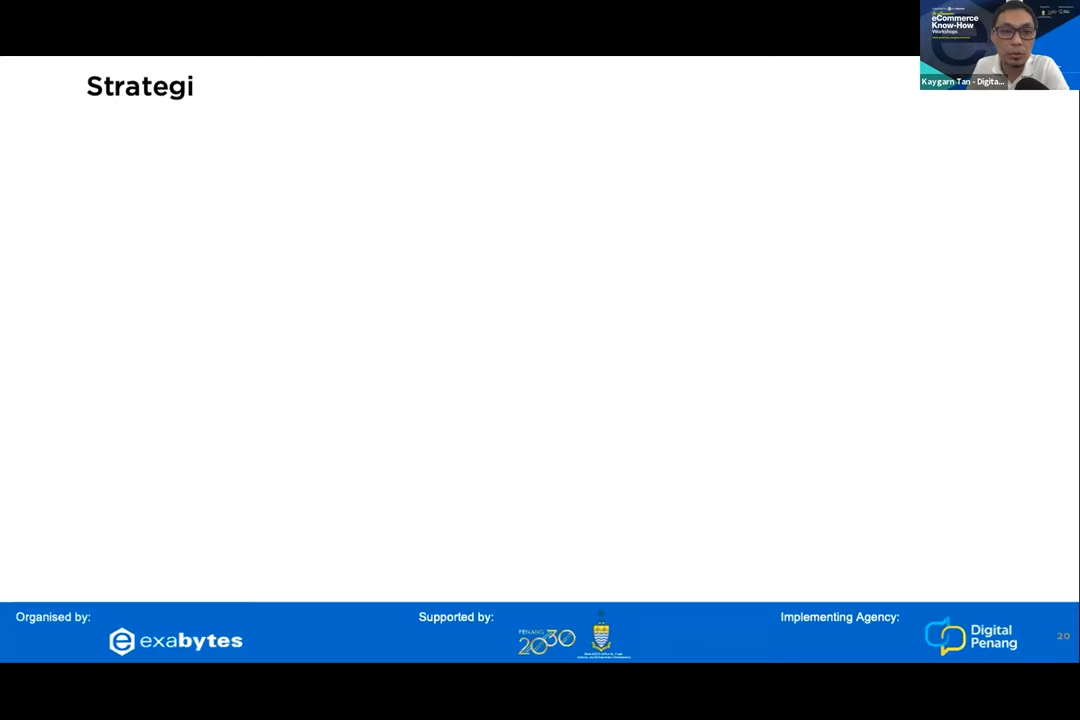 Strategi
eCommerce
Know-How
Workshops
Kaygarn Tan - Digita...
Organised by:
exabytes
Supported by:
PENANG
2030
Implementing Agency:
Digital
Penang
20